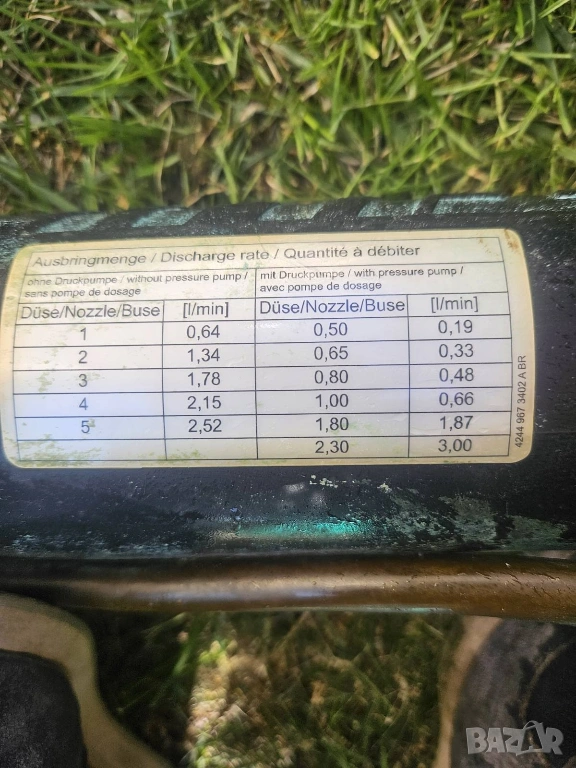 Ausbringmenge / Discharge rate / Quantité à débiter
ohne Druckpumpe / without pressure pump /
sans pompe de dosage
mit Druckpumpe / with pressure pump /
avec pompe de dosage
Düse/Nozzle/Buse [l/min] Düse/Nozzle/Buse [l/min]
1 0,64 0,50 0,19
2 1,34 0,65 0,33
3 1,78 0,80 0,48
4 2,15 1,00 0,66
5 2,52 1,80 1,87
2,30 3,00
4244 967 3402 A BR
BAZAR